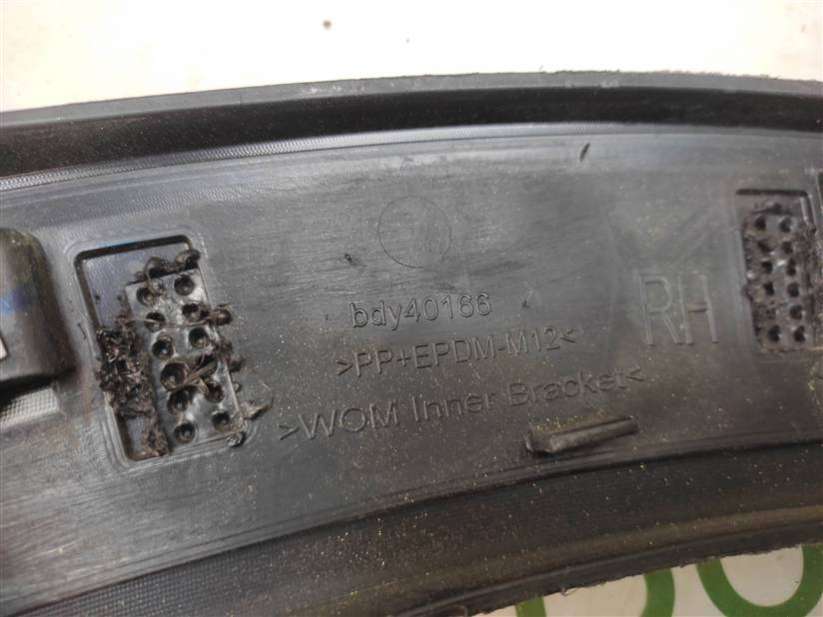 bdy40166
>PP+EPDM-M12<
RH
>WOM Inner Bracket<